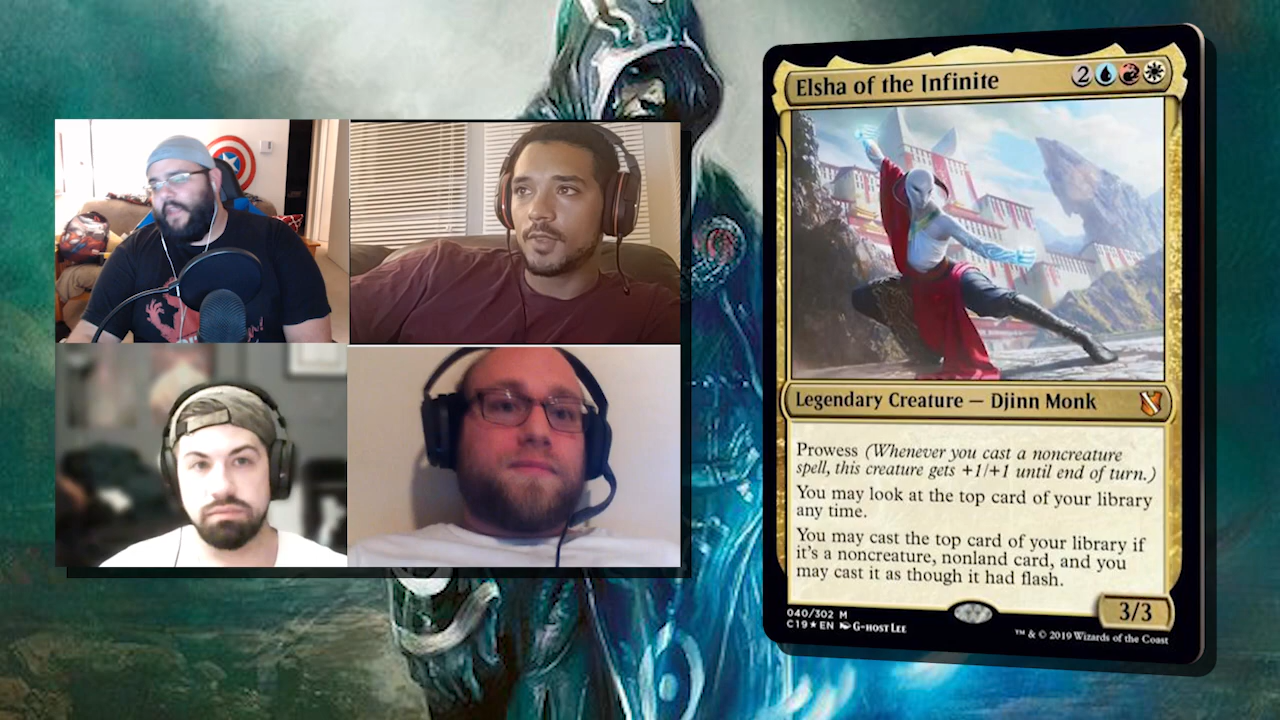 Elsha of the Infinite
2
Legendary Creature — Djinn Monk
Prowess (Whenever you cast a noncreature
spell, this creature gets +1/+1 until end of turn.)
You may look at the top card of your library
any time.
You may cast the top card of your library if
it's a noncreature, nonland card, and you
may cast it as though it had flash.
3/3
040/302 M
C19★EN G-host Lee
™ & © 2019 Wizards of the Coast